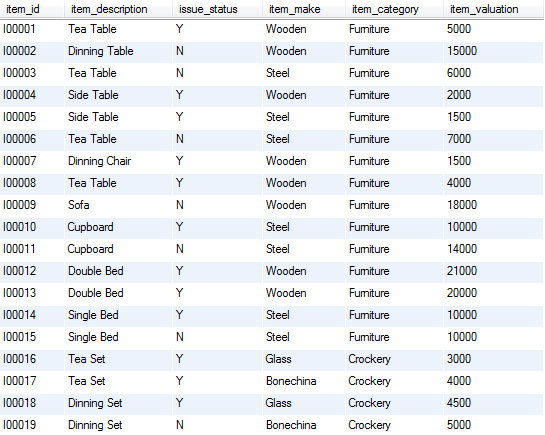 item_id item_description issue_status item_make item_category item_valuation
I00001 Tea Table Y Wooden Furniture 5000
I00002 Dinning Table N Wooden Furniture 15000
I00003 Tea Table N Steel Furniture 6000
I00004 Side Table Y Wooden Furniture 2000
I00005 Side Table Y Steel Furniture 1500
I00006 Tea Table N Steel Furniture 7000
I00007 Dinning Chair Y Wooden Furniture 1500
I00008 Tea Table Y Wooden Furniture 4000
I00009 Sofa N Wooden Furniture 18000
I00010 Cupboard Y Steel Furniture 10000
I00011 Cupboard N Steel Furniture 14000
I00012 Double Bed Y Wooden Furniture 21000
I00013 Double Bed Y Wooden Furniture 20000
I00014 Single Bed Y Steel Furniture 10000
I00015 Single Bed N Steel Furniture 10000
I00016 Tea Set Y Glass Crockery 3000
I00017 Tea Set Y Bonechina Crockery 4000
I00018 Dinning Set Y Glass Crockery 4500
I00019 Dinning Set N Bonechina Crockery 5000